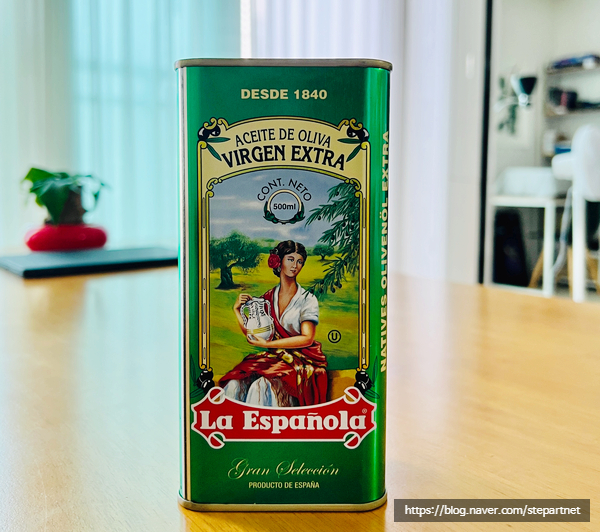 DESDE 1840
ACEITE DE OLIVA
VIRGEN EXTRA
CONT. NETO
500ml
U
La Española®
Gran Selección
PRODUCTO DE ESPAÑA
NATIVES OLIVENÖL EXTRA
https://blog.naver.com/stepartnet